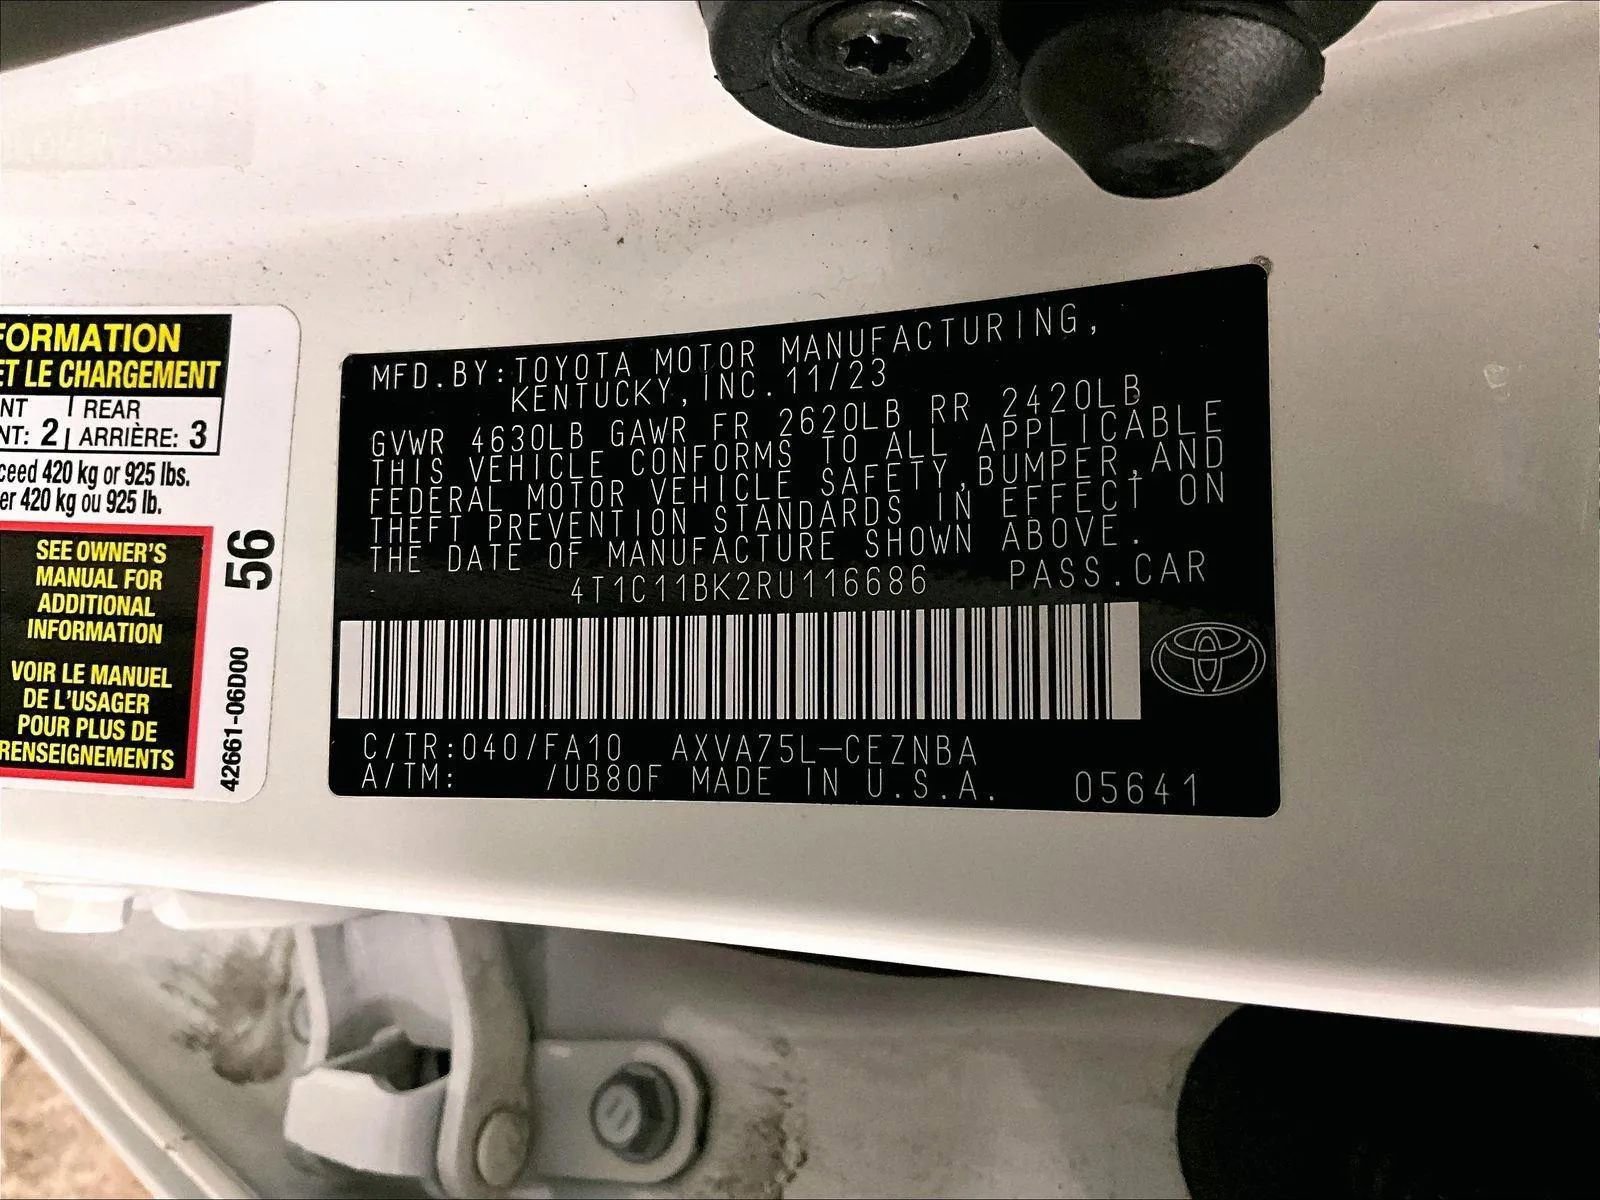 FORMATION
ET LE CHARGEMENT
NT | REAR
NT: 2 | ARRIÈRE: 3
ceed 420 kg or 925 lbs.
er 420 kg ou 925 lb.
SEE OWNER'S
MANUAL FOR
ADDITIONAL
INFORMATION
VOIR LE MANUEL
DE L'USAGER
POUR PLUS DE
RENSEIGNEMENTS
56
42661-06D00
MFD.BY:TOYOTA MOTOR MANUFACTURING,
KENTUCKY,INC.11/23
GVWR 4630LB GAWR FR 2620LB RR 2420LB
THIS VEHICLE CONFORMS TO ALL APPLICABLE
FEDERAL MOTOR VEHICLE SAFETY,BUMPER,AND
THEFT PREVENTION STANDARDS IN EFFECT ON
THE DATE OF MANUFACTURE SHOWN ABOVE.
4T1C11BK2RU116686 PASS.CAR
C/TR:040/FA10 AXVA75L-CEZNBA
A/TM: /UB80F MADE IN U.S.A. 05641